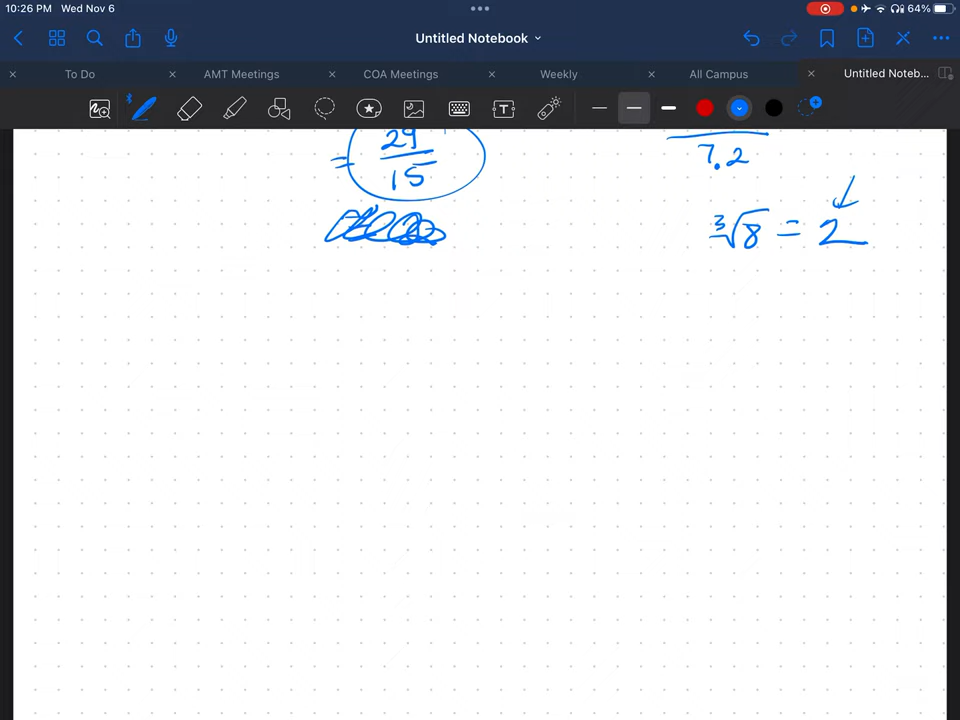 10:26 PM Wed Nov 6
64%
Untitled Notebook
To Do
AMT Meetings
COA Meetings
Weekly
All Campus
Untitled Noteb...
T
= 29/15
7.2
∛8 = 2